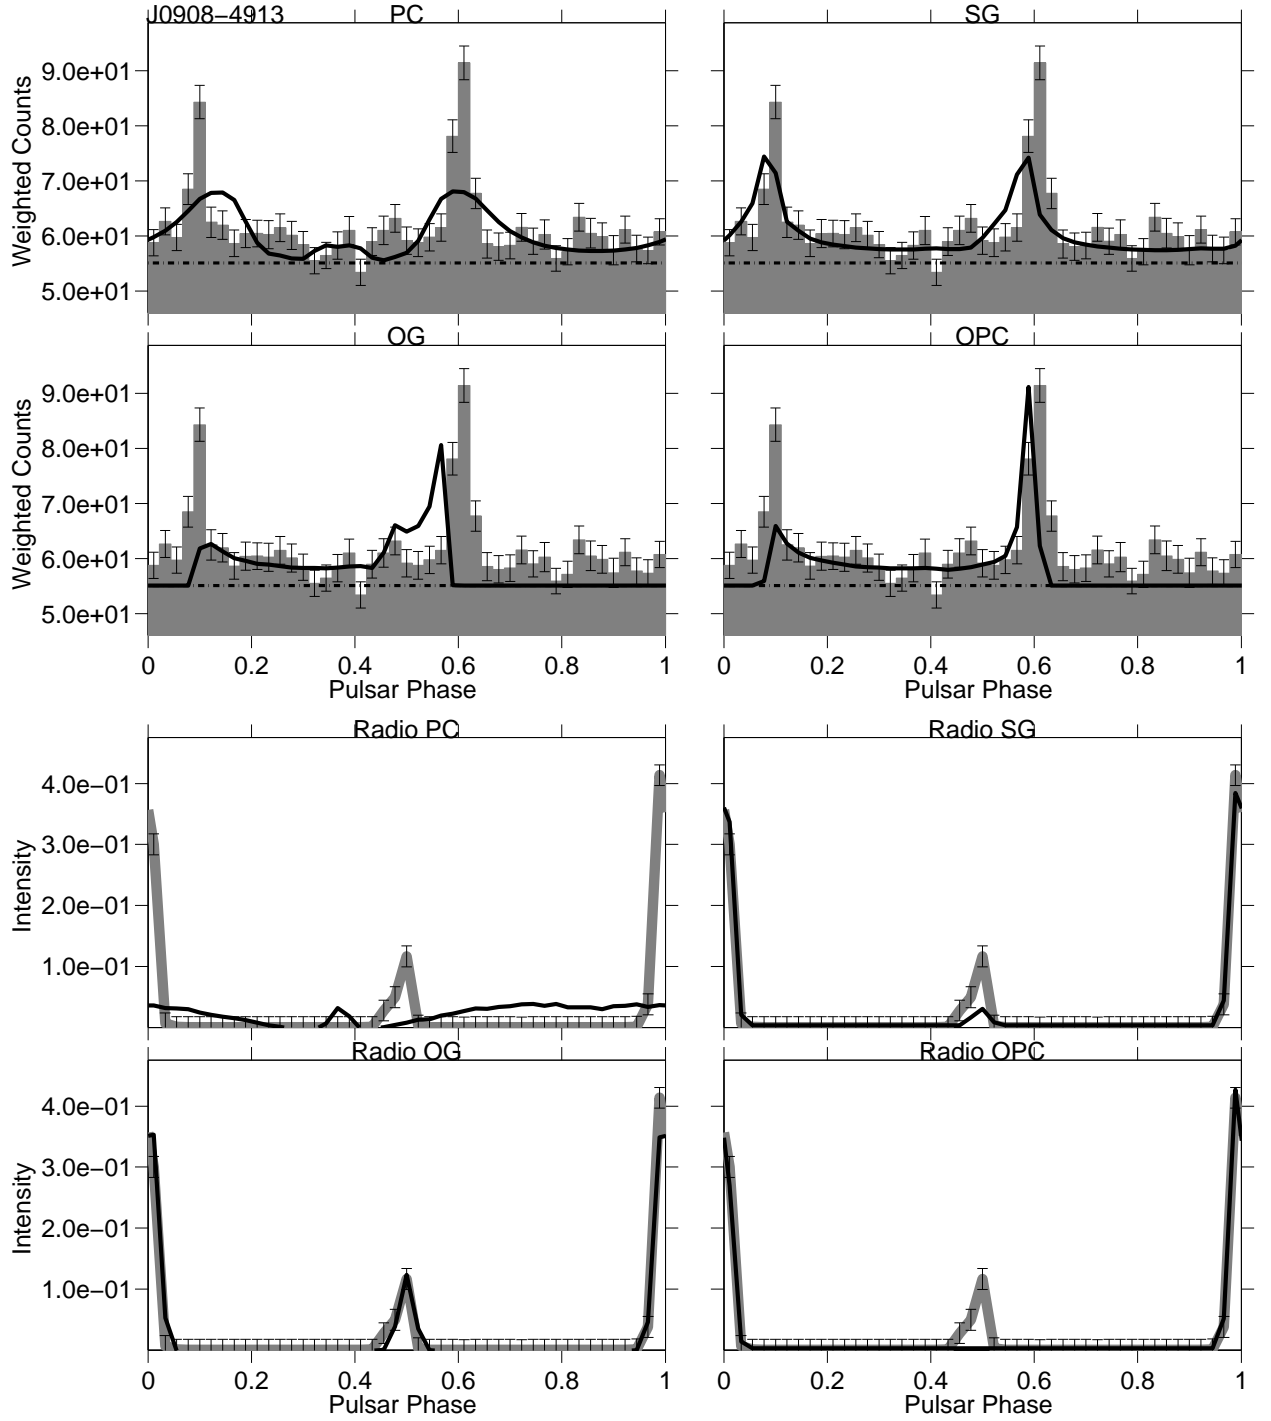 J0908−4913 PC SG
9.0e+01
8.0e+01
7.0e+01
6.0e+01
5.0e+01
Weighted Counts
OG OPC
9.0e+01
8.0e+01
7.0e+01
6.0e+01
5.0e+01
Weighted Counts
0 0.2 0.4 0.6 0.8 1 0 0.2 0.4 0.6 0.8 1
Pulsar Phase Pulsar Phase
Radio PC Radio SG
4.0e−01
3.0e−01
2.0e−01
1.0e−01
Intensity
Radio OG Radio OPC
4.0e−01
3.0e−01
2.0e−01
1.0e−01
Intensity
0 0.2 0.4 0.6 0.8 1 0 0.2 0.4 0.6 0.8 1
Pulsar Phase Pulsar Phase